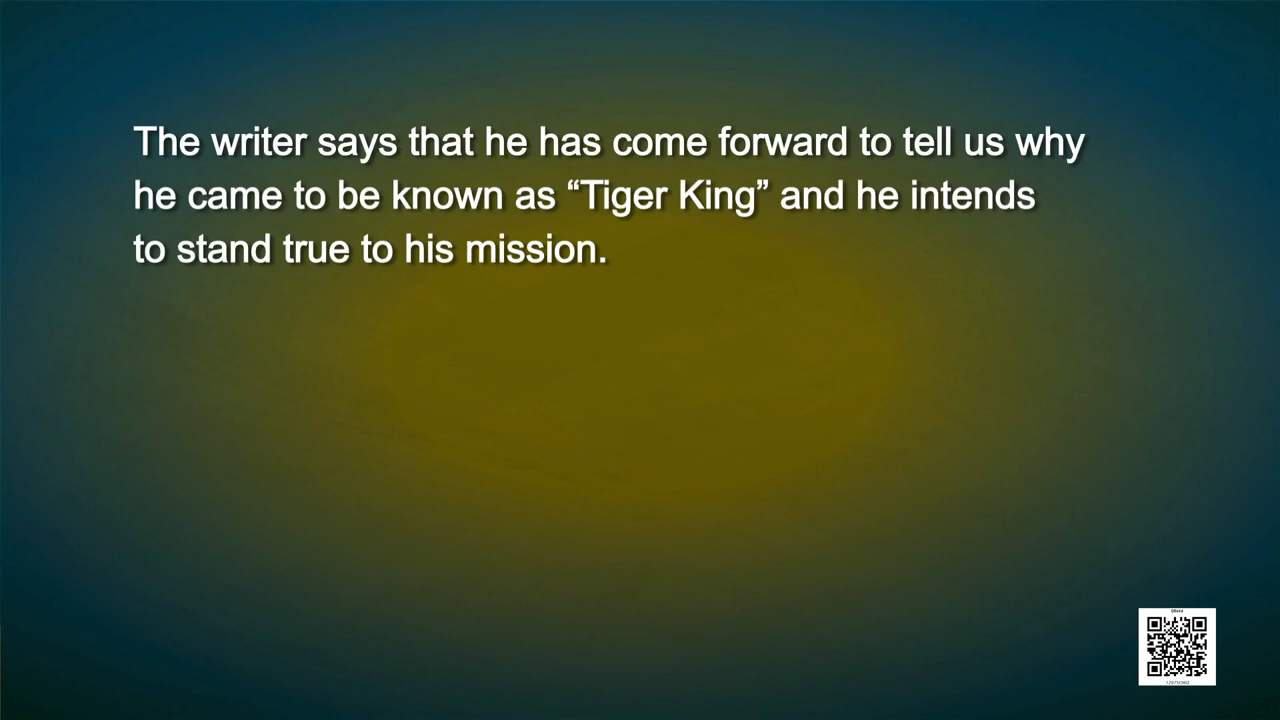 The writer says that he has come forward to tell us why
he came to be known as “Tiger King” and he intends
to stand true to his mission.